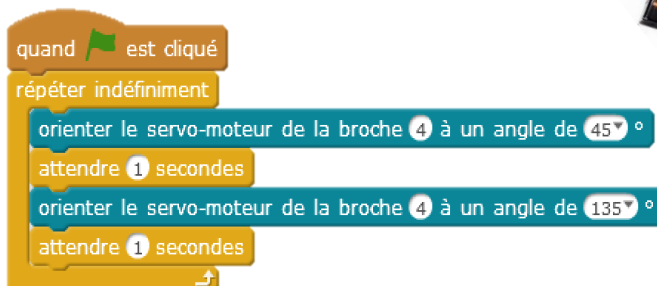 quand est cliqué
répéter indéfiniment
orienter le servo-moteur de la broche 4 à un angle de 45 °
attendre 1 secondes
orienter le servo-moteur de la broche 4 à un angle de 135 °
attendre 1 secondes